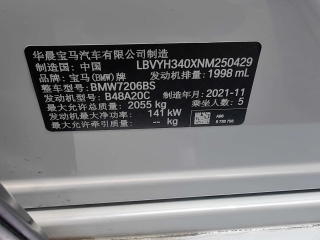 华晨宝马汽车有限公司制造
制造国：中国 LBVYH340XNM250429
品牌：宝马(BMW)牌 发动机排量：1998 mL
整车型号：BMW7206BS
发动机型号：B48A20C 制造年月：2021-11
最大允许总质量：2055 kg 乘坐人数：5
发动机最大净功率：141 kW
最大允许牵引质量：- kg